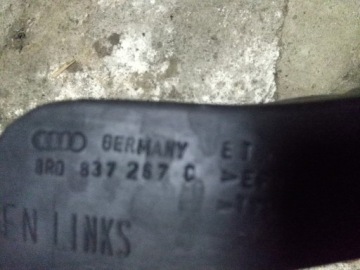 GERMANY E
8R0 837 267 C
EN LINKS